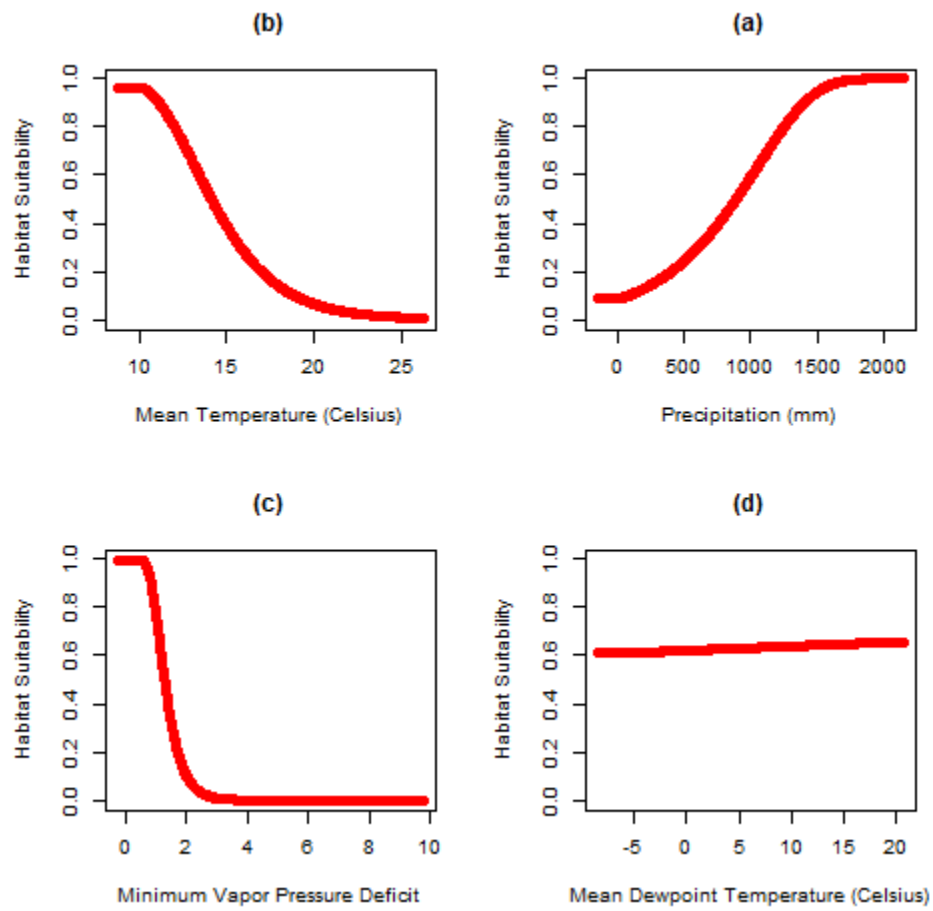 (b)
Habitat Suitability
0.0 0.2 0.4 0.6 0.8 1.0
10 15 20 25
Mean Temperature (Celsius)
(a)
Habitat Suitability
0.0 0.2 0.4 0.6 0.8 1.0
0 500 1000 1500 2000
Precipitation (mm)
(c)
Habitat Suitability
0.0 0.2 0.4 0.6 0.8 1.0
0 2 4 6 8 10
Minimum Vapor Pressure Deficit
(d)
Habitat Suitability
0.0 0.2 0.4 0.6 0.8 1.0
-5 0 5 10 15 20
Mean Dewpoint Temperature (Celsius)